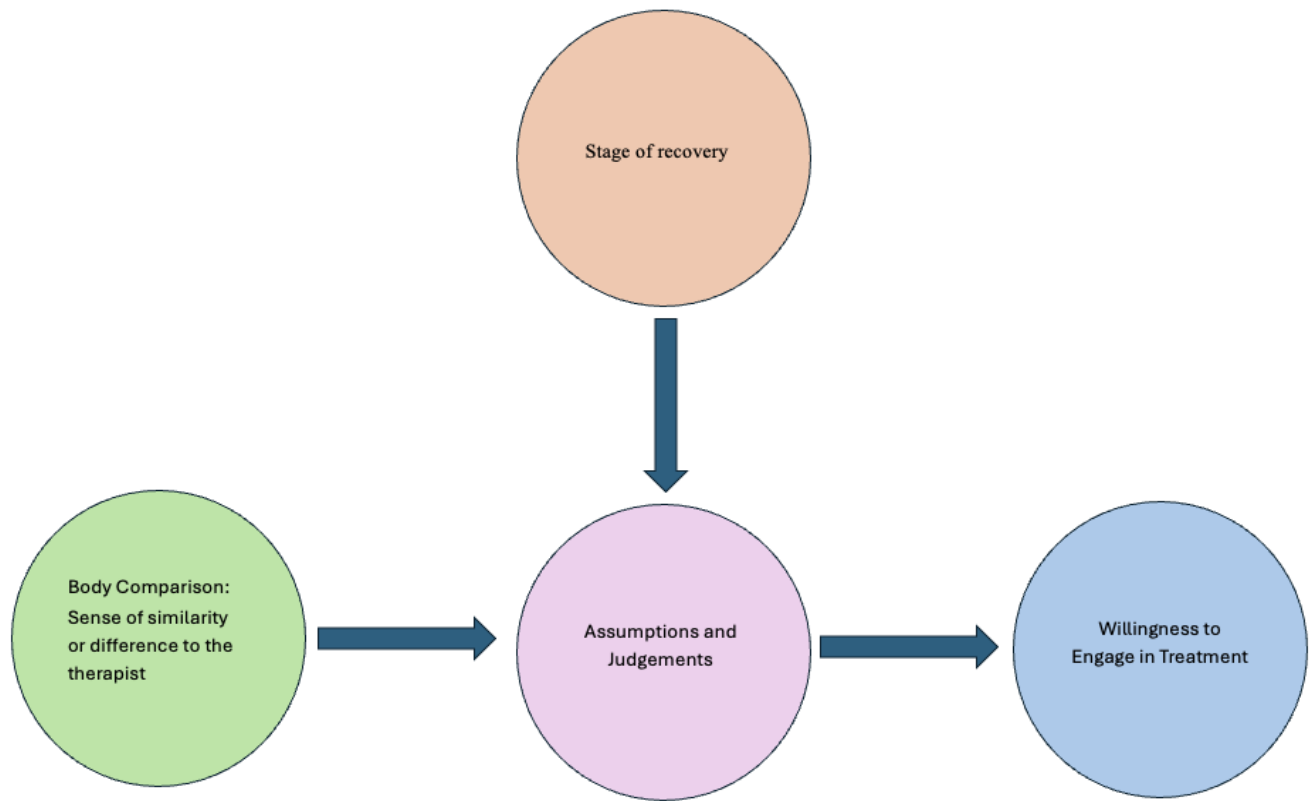 Stage of recovery
Body Comparison:
Sense of similarity
or difference to the
therapist
Assumptions and
Judgements
Willingness to
Engage in Treatment